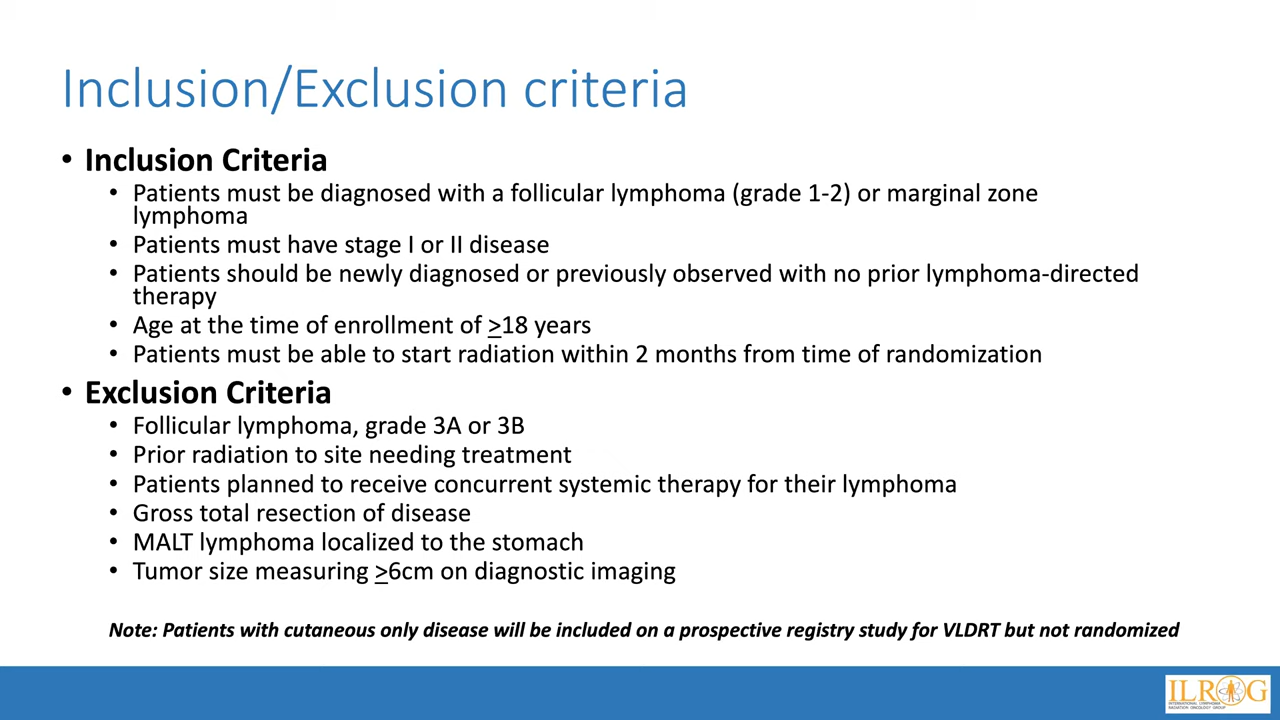 Inclusion/Exclusion criteria
• Inclusion Criteria
• Patients must be diagnosed with a follicular lymphoma (grade 1-2) or marginal zone
lymphoma
• Patients must have stage I or II disease
• Patients should be newly diagnosed or previously observed with no prior lymphoma-directed
therapy
• Age at the time of enrollment of >18 years
• Patients must be able to start radiation within 2 months from time of randomization
• Exclusion Criteria
• Follicular lymphoma, grade 3A or 3B
• Prior radiation to site needing treatment
• Patients planned to receive concurrent systemic therapy for their lymphoma
• Gross total resection of disease
• MALT lymphoma localized to the stomach
• Tumor size measuring >6cm on diagnostic imaging
Note: Patients with cutaneous only disease will be included on a prospective registry study for VLDRT but not randomized
ILROG
INTERNATIONAL LYMPHOMA
RADIATION ONCOLOGY GROUP